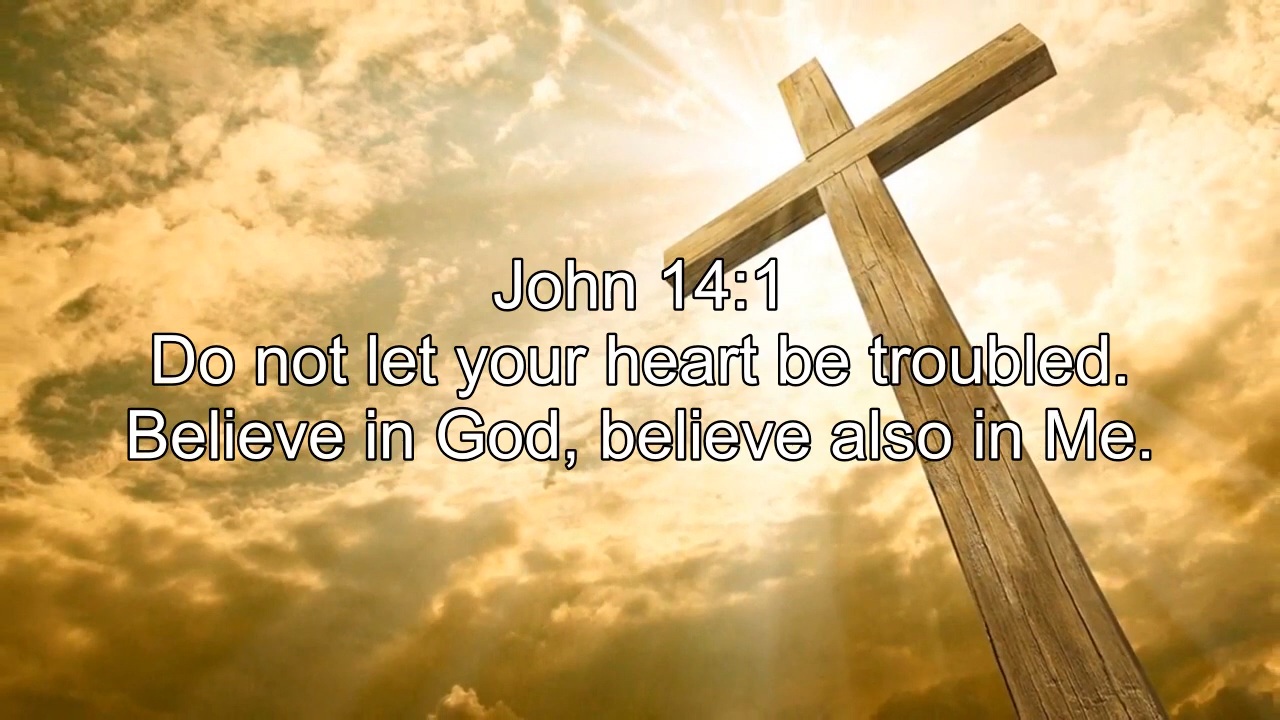 John 14:1
Do not let your heart be troubled.
Believe in God, believe also in Me.